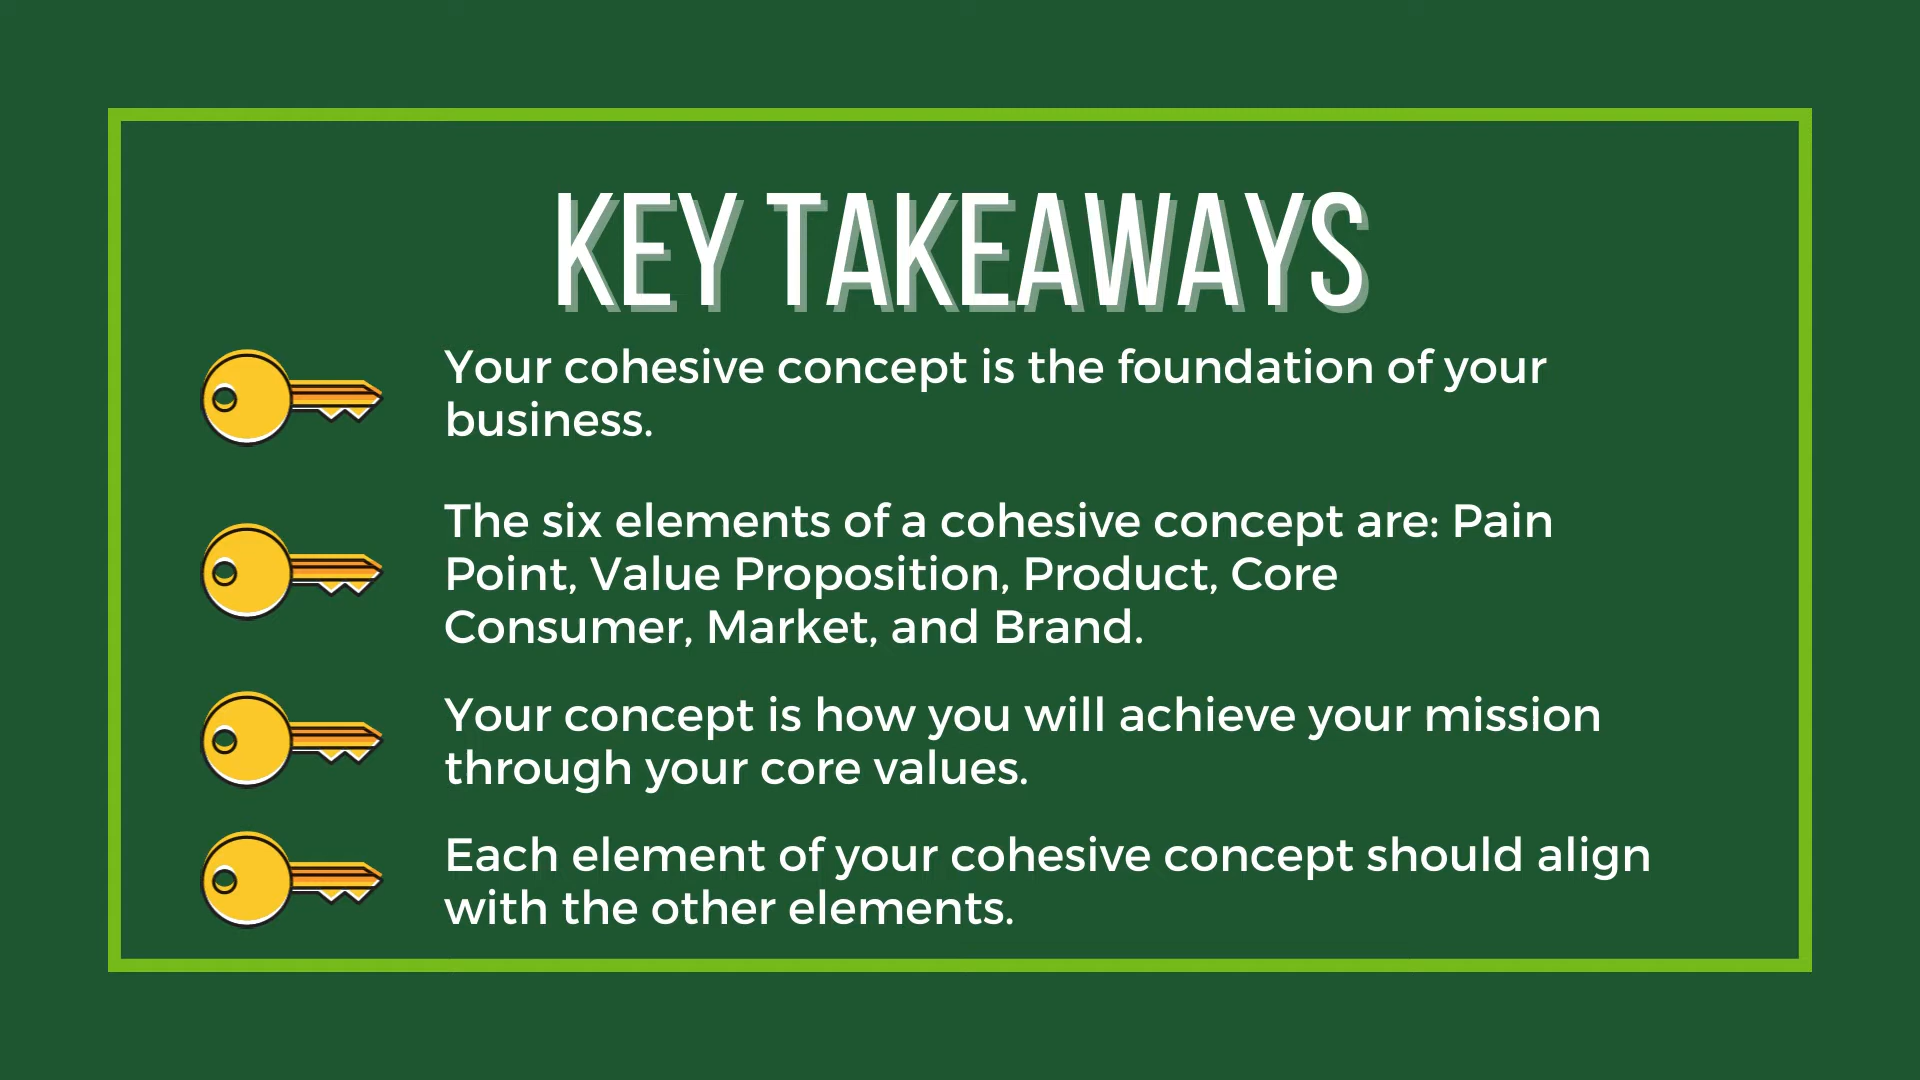 KEY TAKEAWAYS
Your cohesive concept is the foundation of your
business.
The six elements of a cohesive concept are: Pain
Point, Value Proposition, Product, Core
Consumer, Market, and Brand.
Your concept is how you will achieve your mission
through your core values.
Each element of your cohesive concept should align
with the other elements.